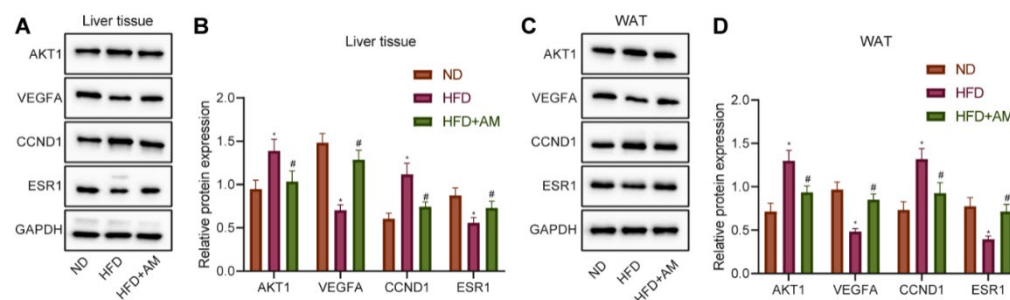 A
Liver tissue
AKT1
VEGFA
CCND1
ESR1
GAPDH
ND HFD HFD+AM
B
Liver tissue
ND
HFD
HFD+AM
Relative protein expression
2.0
1.5
1.0
0.5
0.0
* # * # * # * #
AKT1 VEGFA CCND1 ESR1
C
WAT
AKT1
VEGFA
CCND1
ESR1
GAPDH
ND HFD HFD+AM
D
WAT
ND
HFD
HFD+AM
Relative protein expression
2.0
1.5
1.0
0.5
0.0
* # * # * # * #
AKT1 VEGFA CCND1 ESR1